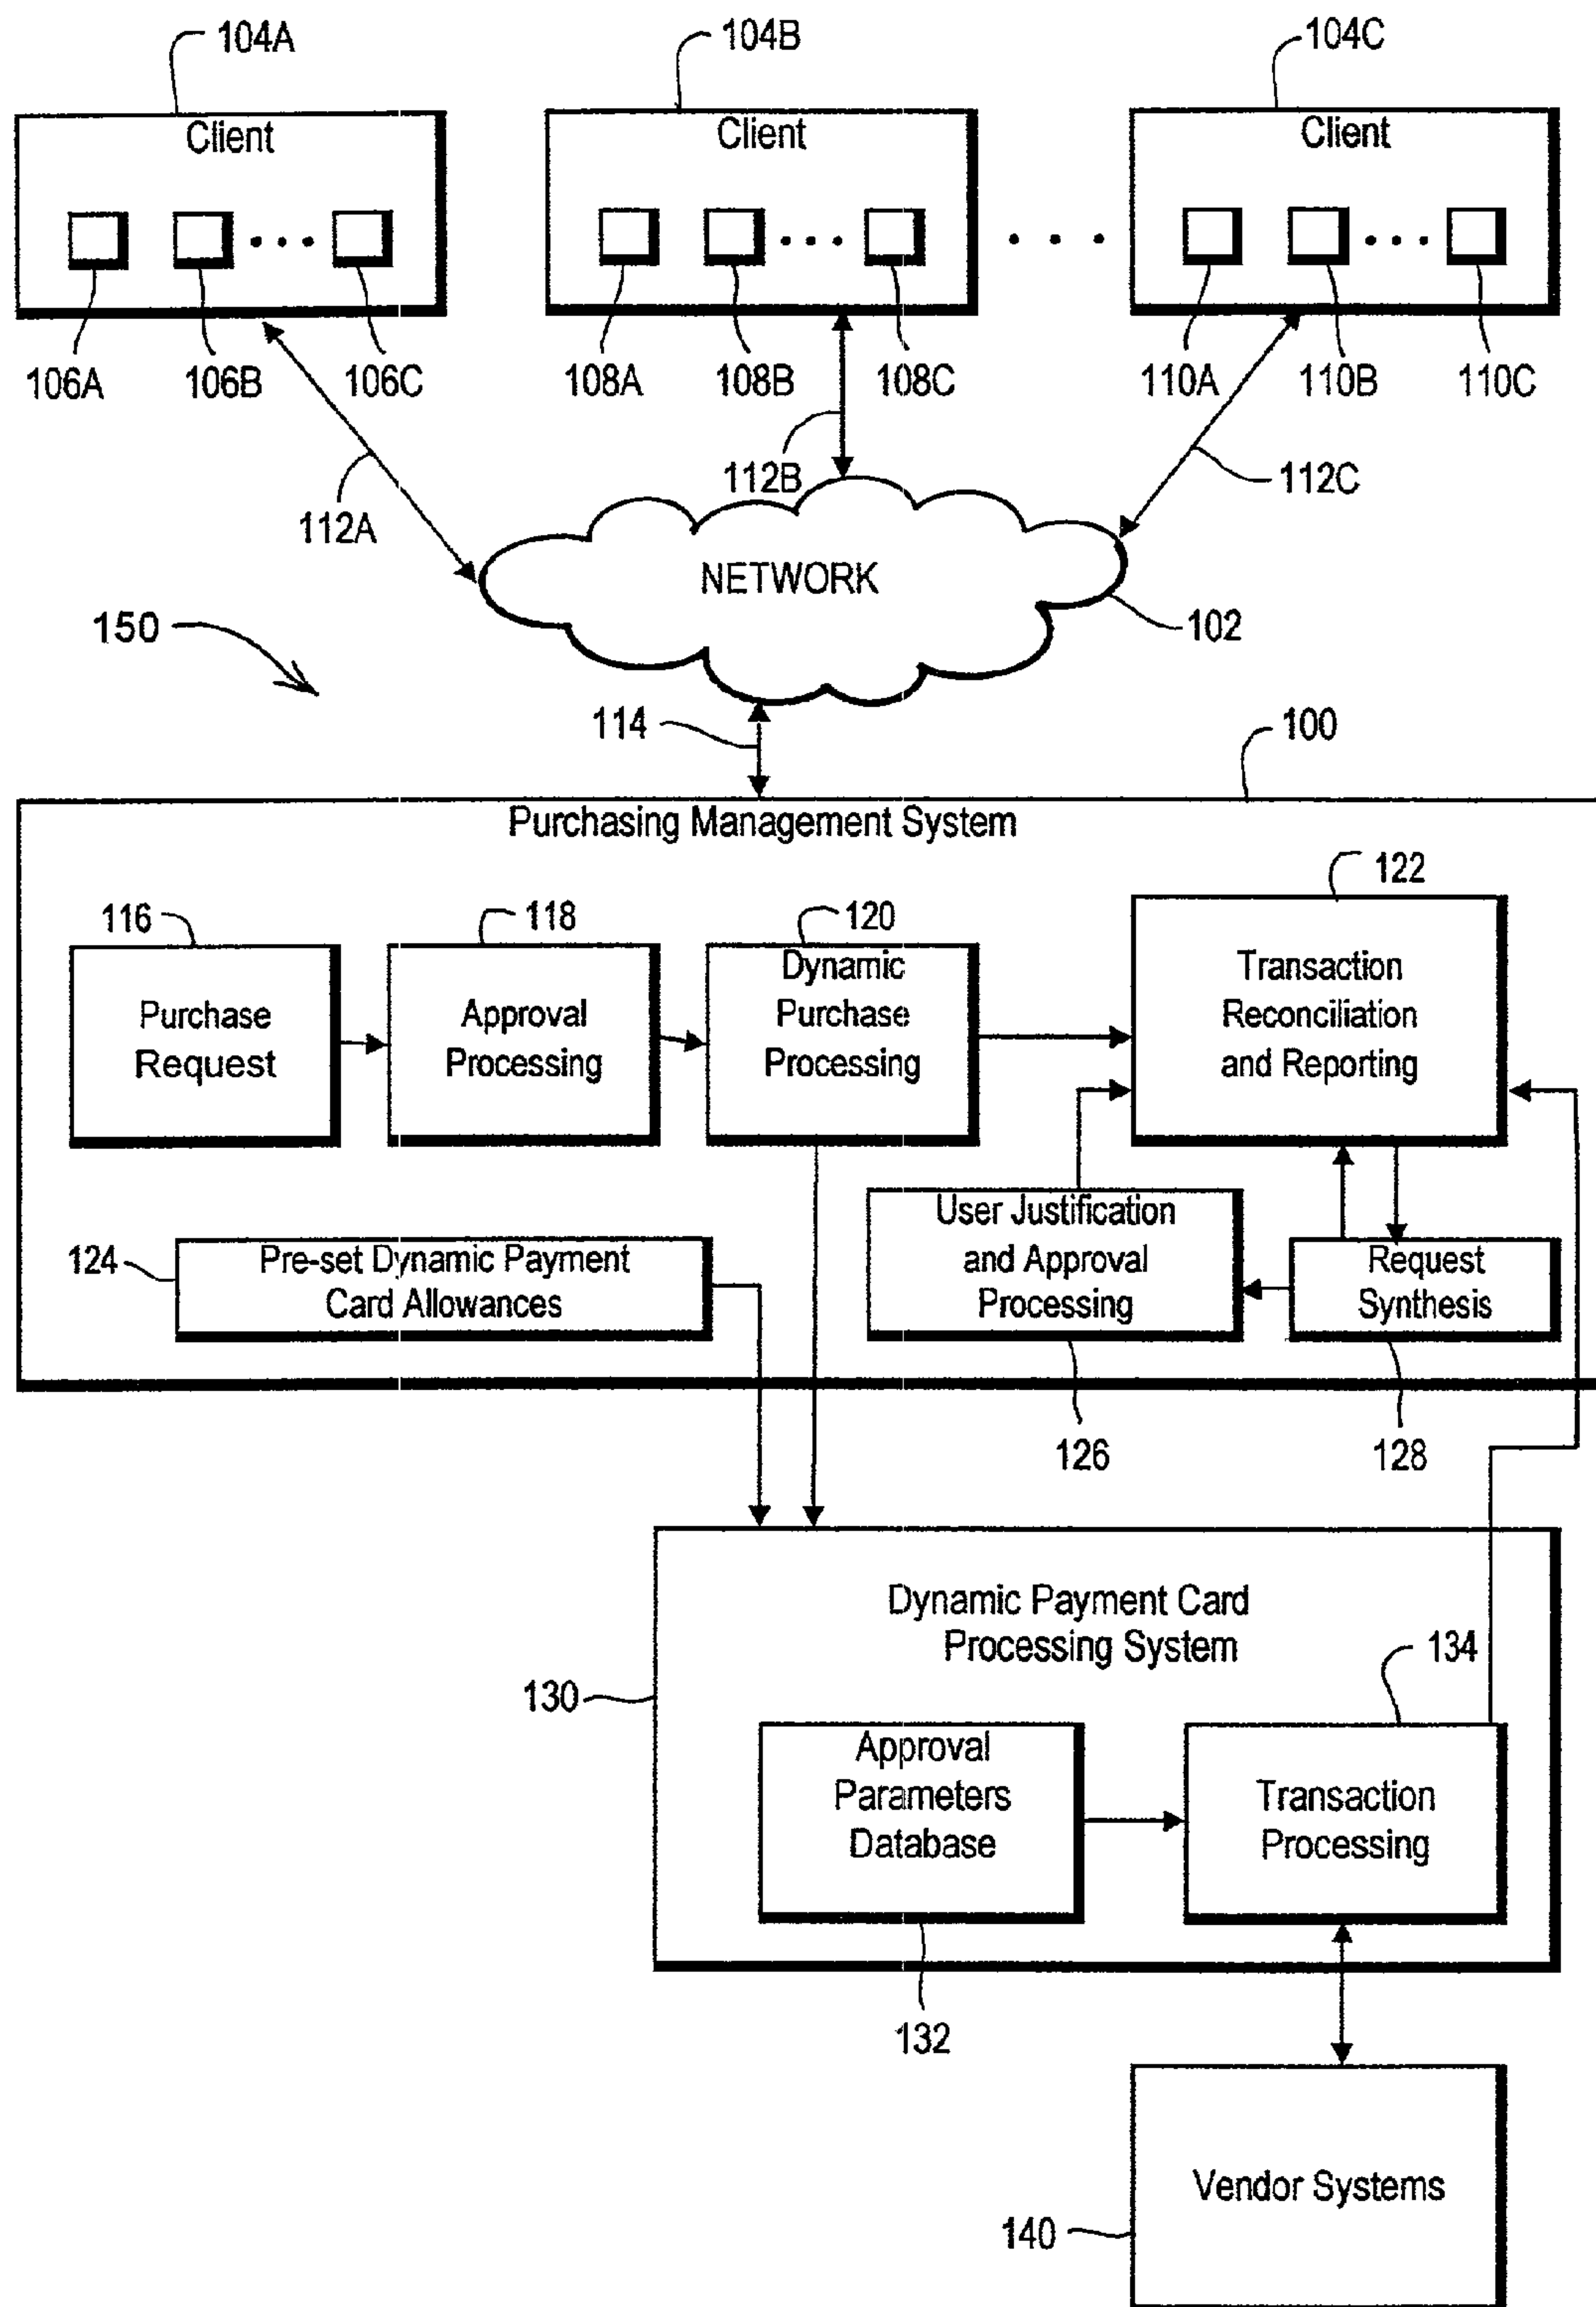 104A
104B
104C
Client
Client
Client
106A
106B
106C
108A
108B
108C
110A
110B
110C
112A
112B
112C
NETWORK
102
150
114
100
Purchasing Management System
116
118
120
122
Purchase
Request
Approval
Processing
Dynamic
Purchase
Processing
Transaction
Reconciliation
and Reporting
124
Pre-set Dynamic Payment
Card Allowances
User Justification
and Approval
Processing
Request
Synthesis
126
128
Dynamic Payment Card
Processing System
130
134
Approval
Parameters
Database
Transaction
Processing
132
Vendor Systems
140